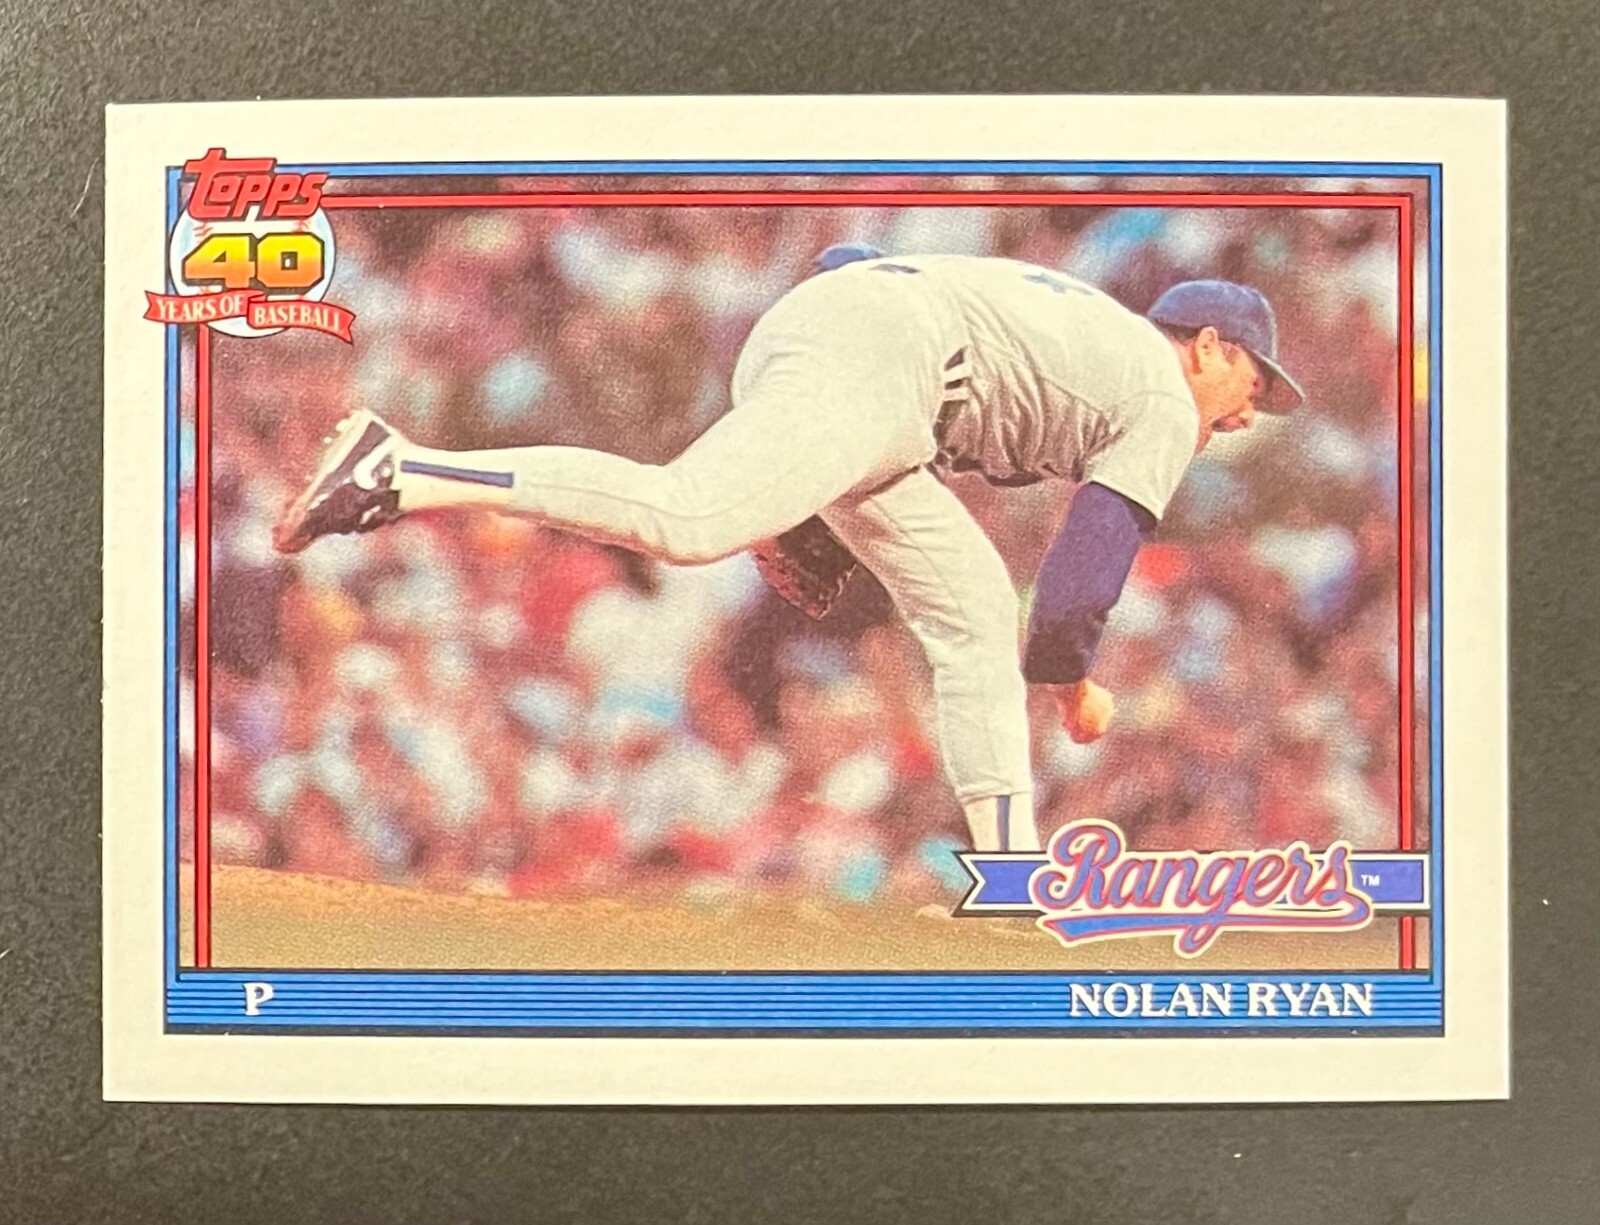 TOPPS
40
YEARS OF BASEBALL
Rangers™
P
NOLAN RYAN